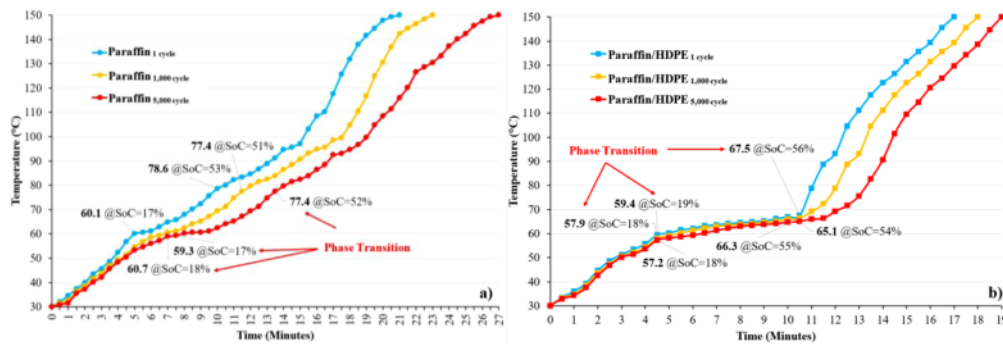 150
140
130
120
110
100
90
80
70
60
50
40
30
Temperature (°C)
Paraffin 1 cycle
Paraffin 1,000 cycle
Paraffin 5,000 cycle
77.4 @SoC=51%
78.6 @SoC=53%
60.1 @SoC=17%
77.4 @SoC=52%
Phase Transition
59.3 @SoC=17%
60.7 @SoC=18%
a)
0 1 2 3 4 5 6 7 8 9 10 11 12 13 14 15 16 17 18 19 20 21 22 23 24 25 26 27
Time (Minutes)
150
140
130
120
110
100
90
80
70
60
50
40
30
Temperature (°C)
Paraffin/HDPE 1 cycle
Paraffin/HDPE 1,000 cycle
Paraffin/HDPE 5,000 cycle
Phase Transition
67.5 @SoC=56%
59.4 @SoC=19%
57.9 @SoC=18%
65.1 @SoC=54%
66.3 @SoC=55%
57.2 @SoC=18%
b)
0 1 2 3 4 5 6 7 8 9 10 11 12 13 14 15 16 17 18 19
Time (Minutes)